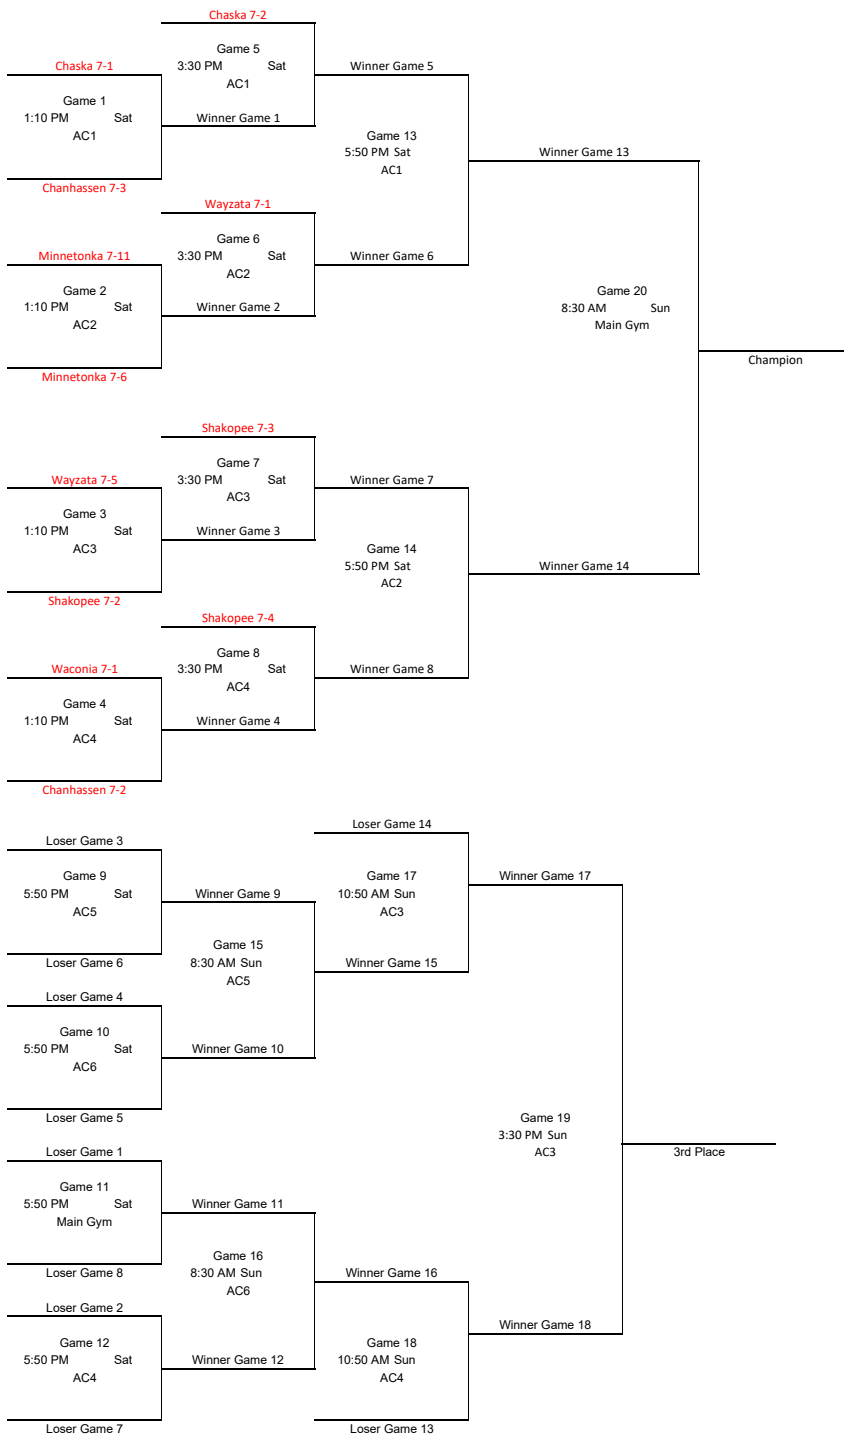 Chaska 7-2
Game 5
3:30 PM Sat
AC1
Chaska 7-1
Winner Game 5
Game 1
1:10 PM Sat
AC1
Winner Game 1
Game 13
5:50 PM Sat
AC1
Winner Game 13
Chanhassen 7-3
Wayzata 7-1
Game 6
3:30 PM Sat
AC2
Minnetonka 7-11
Winner Game 6
Game 2
1:10 PM Sat
AC2
Winner Game 2
Game 20
8:30 AM Sun
Main Gym
Champion
Minnetonka 7-6
Shakopee 7-3
Game 7
3:30 PM Sat
AC3
Wayzata 7-5
Winner Game 7
Game 3
1:10 PM Sat
AC3
Winner Game 3
Game 14
5:50 PM Sat
AC2
Winner Game 14
Shakopee 7-2
Shakopee 7-4
Game 8
3:30 PM Sat
AC4
Waconia 7-1
Winner Game 8
Game 4
1:10 PM Sat
AC4
Winner Game 4
Chanhassen 7-2
Loser Game 14
Loser Game 3
Game 9
5:50 PM Sat
AC5
Winner Game 9
Game 17
10:50 AM Sun
AC3
Winner Game 17
Loser Game 6
Game 15
8:30 AM Sun
AC5
Winner Game 15
Loser Game 4
Game 10
5:50 PM Sat
AC6
Winner Game 10
Loser Game 5
Game 19
3:30 PM Sun
AC3
3rd Place
Loser Game 1
Game 11
5:50 PM Sat
Main Gym
Winner Game 11
Loser Game 8
Game 16
8:30 AM Sun
AC6
Winner Game 16
Loser Game 2
Game 12
5:50 PM Sat
AC4
Winner Game 12
Game 18
10:50 AM Sun
AC4
Winner Game 18
Loser Game 7
Loser Game 13